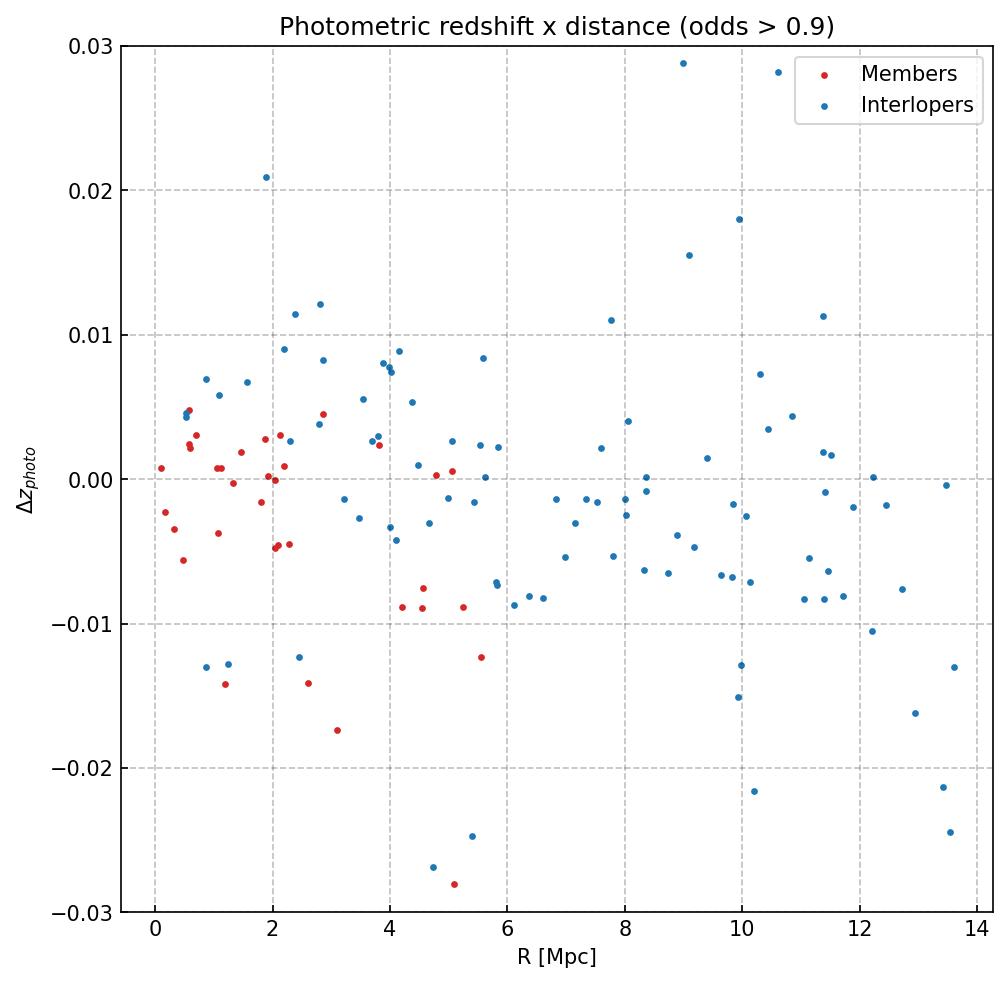 Photometric redshift x distance (odds > 0.9)
Members
Interlopers
0.03
0.02
0.01
0.00
−0.01
−0.02
−0.03
Δz_photo
0 2 4 6 8 10 12 14
R [Mpc]